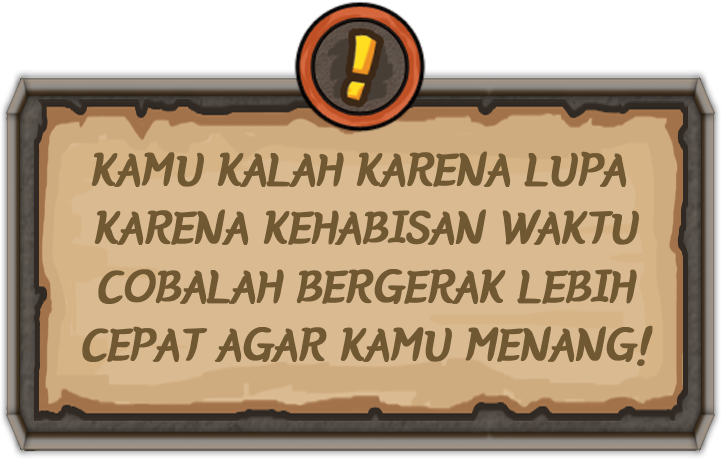 KAMU KALAH KARENA LUPA
KARENA KEHABISAN WAKTU
COBALAH BERGERAK LEBIH
CEPAT AGAR KAMU MENANG!